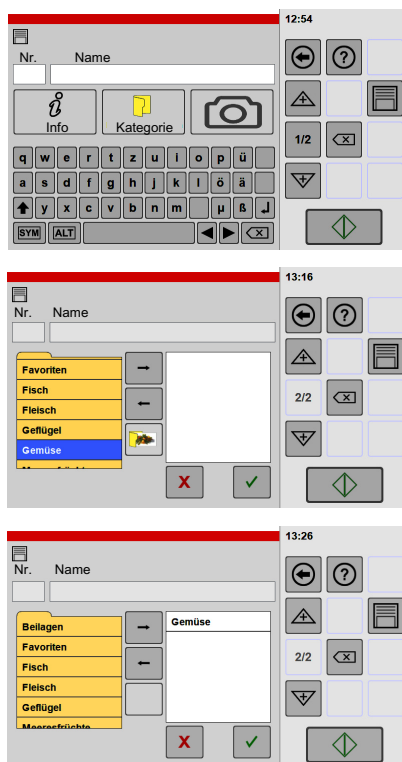 12:54
Nr. Name
Info Kategorie
1/2
q w e r t z u i o p ü
a s d f g h j k l ö ä
y x c v b n m µ ß
SYM ALT
13:16
Nr. Name
Favoriten
Fisch
Fleisch
Geflügel
Gemüse
2/2
X
13:26
Nr. Name
Beilagen
Gemüse
Favoriten
Fisch
Fleisch
Geflügel
Meeresfrüchte
2/2
X